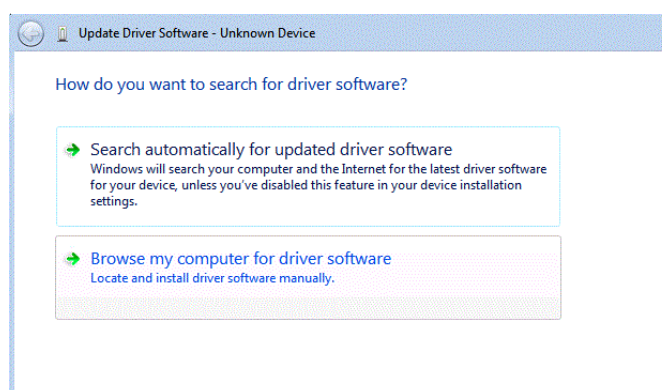 Update Driver Software - Unknown Device
How do you want to search for driver software?
Search automatically for updated driver software
Windows will search your computer and the Internet for the latest driver software
for your device, unless you've disabled this feature in your device installation
settings.
Browse my computer for driver software
Locate and install driver software manually.